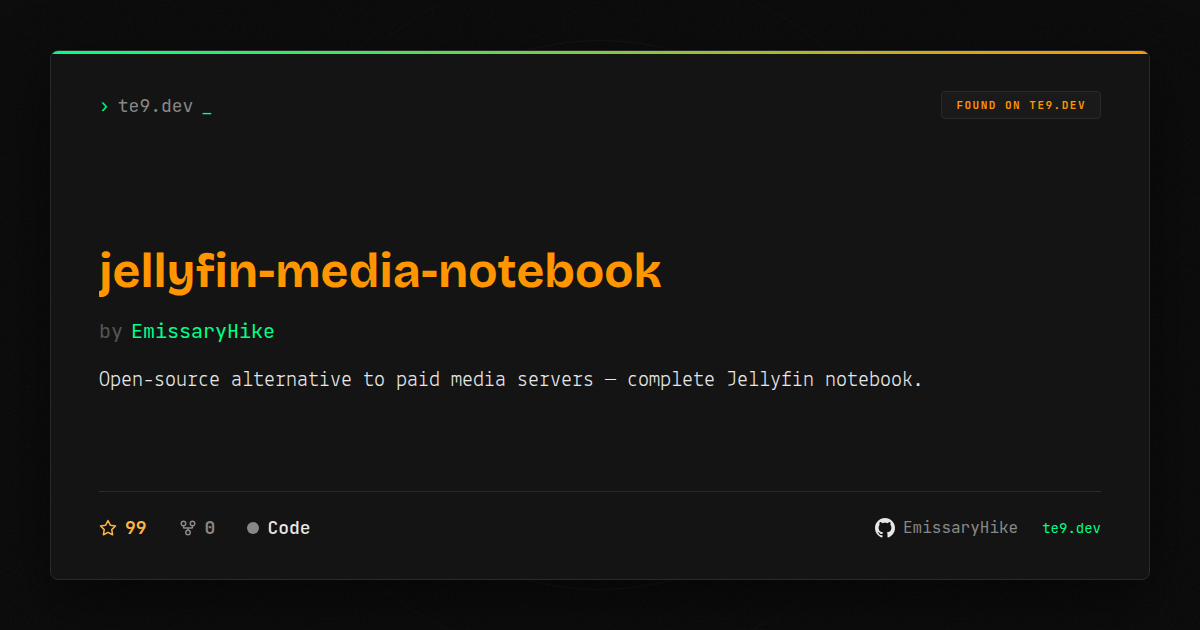 › te9.dev _
FOUND ON TE9.DEV
jellyfin-media-notebook
by EmissaryHike
Open-source alternative to paid media servers — complete Jellyfin notebook.
99 0 Code
EmissaryHike te9.dev